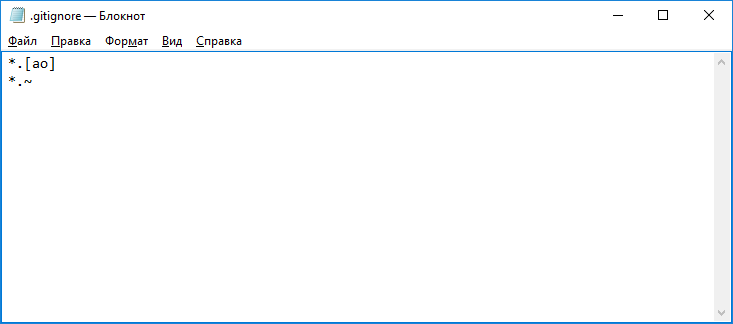 .gitignore — Блокнот
Файл Правка Формат Вид Справка
*.[ao]
*.~